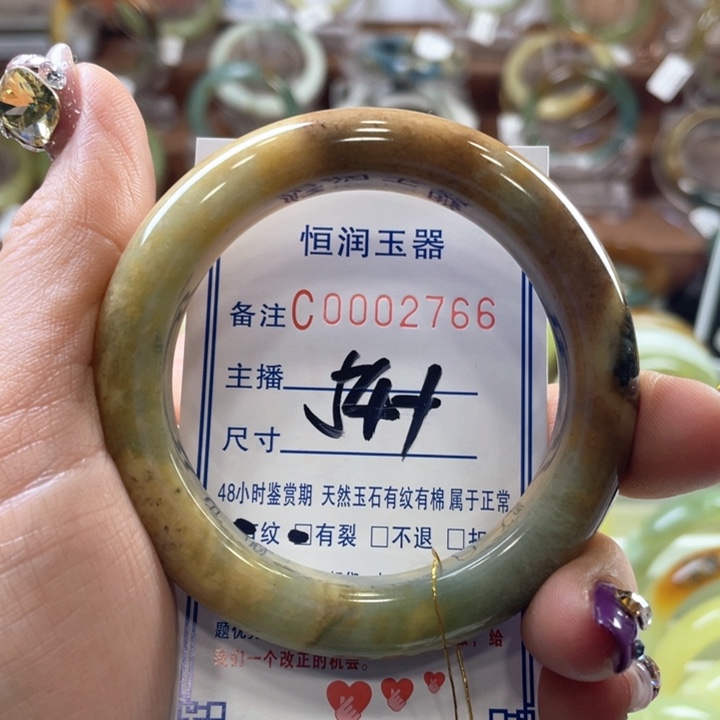 恒润玉器
备注C0002766
主播
54+
尺寸
48小时鉴赏期 天然玉石有纹有棉 属于正常
纹 □有裂 □不退 □
给
我们一个改正的机会。